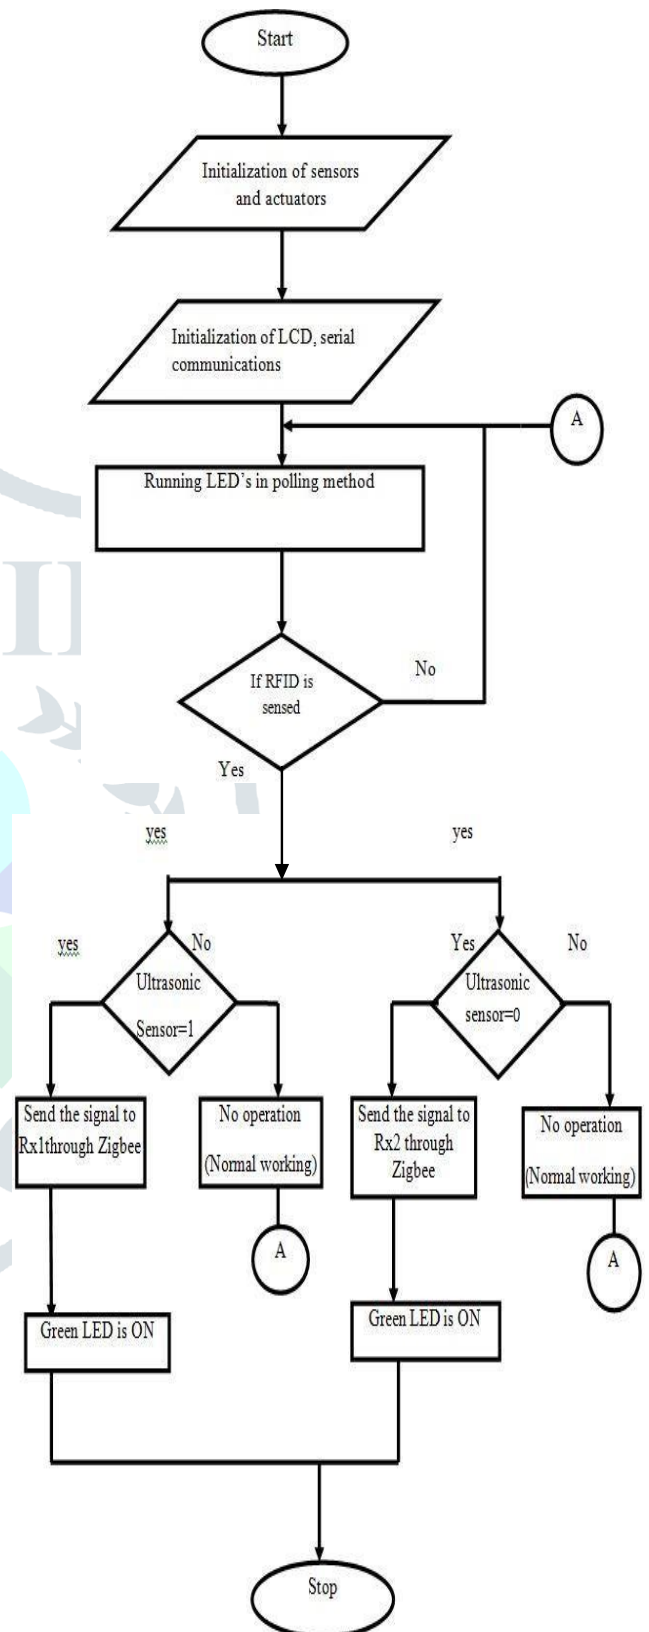 Start
Initialization of sensors
and actuators
Initialization of LCD, serial
communications
A
Running LED's in polling method
No
If RFID is
sensed
Yes
yes
yes
yes
No
Yes
No
Ultrasonic
Sensor=1
Ultrasonic
sensor=0
Send the signal to
Rx1through Zigbee
No operation
(Normal working)
Send the signal to
Rx2 through
Zigbee
No operation
(Normal working)
A
A
Green LED is ON
Green LED is ON
Stop